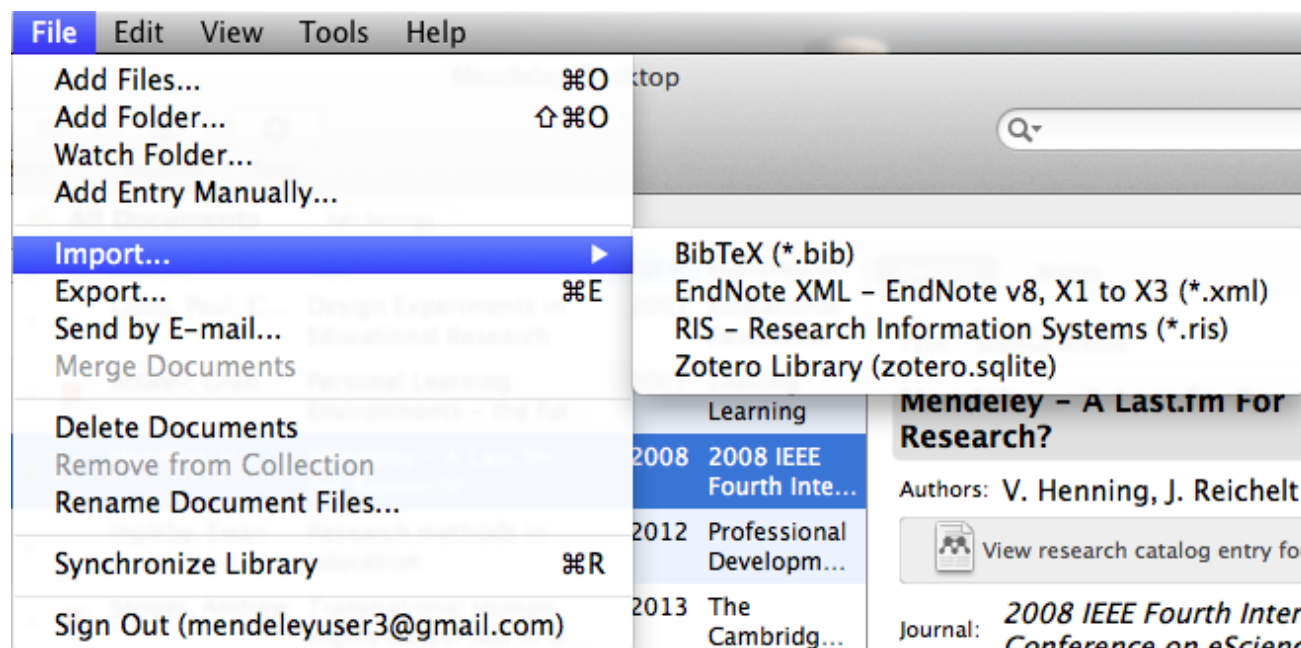 File Edit View Tools Help
Add Files... ⌘O
ktop
Add Folder... ⇧⌘O
Watch Folder...
Add Entry Manually...
Import...
BibTeX (*.bib)
Export... ⌘E
EndNote XML – EndNote v8, X1 to X3 (*.xml)
Send by E-mail...
RIS – Research Information Systems (*.ris)
Merge Documents
Zotero Library (zotero.sqlite)
Delete Documents
Remove from Collection
Rename Document Files...
Synchronize Library ⌘R
Sign Out (mendeleyuser3@gmail.com)
Learning
2008 2008 IEEE
Fourth Inte...
2012 Professional
Developm...
2013 The
Cambridg...
Mendeley – A Last.fm For
Research?
Authors: V. Henning, J. Reichelt
View research catalog entry fo
Journal: 2008 IEEE Fourth Inter
Conference on eScienc